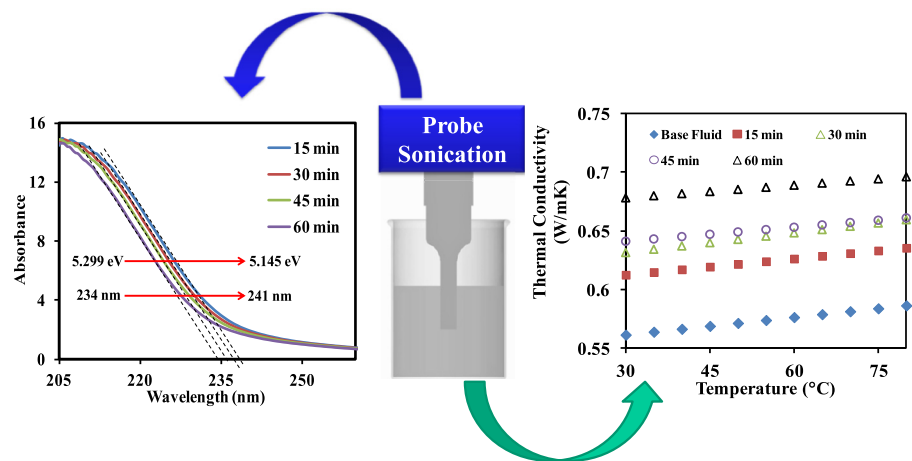 Probe
Sonication
16
12
8
4
0
Absorbance
15 min
30 min
45 min
60 min
5.299 eV
5.145 eV
234 nm
241 nm
205
220
235
250
Wavelength (nm)
0.75
0.7
0.65
0.6
0.55
Thermal Conductivity
(W/mK)
Base Fluid
15 min
30 min
45 min
60 min
30
45
60
75
Temperature (°C)